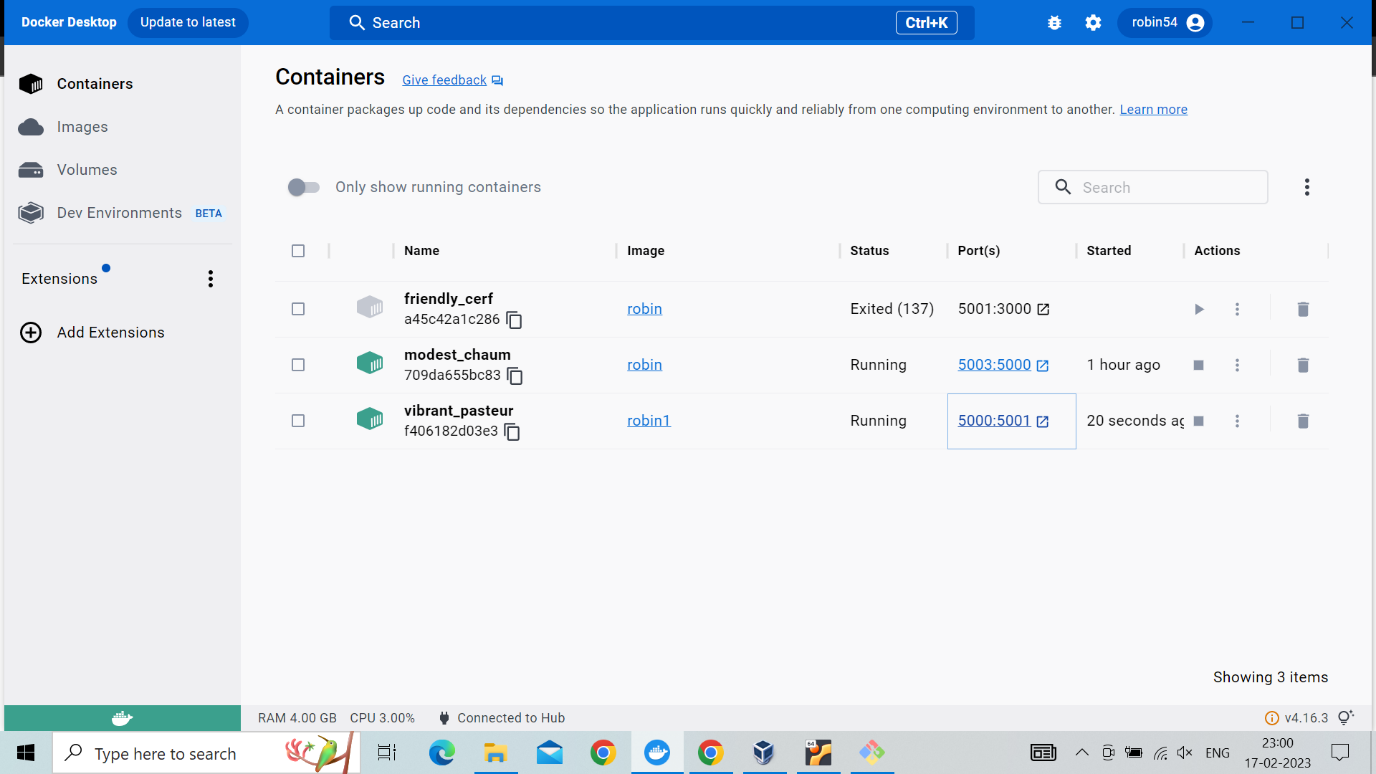 Docker Desktop Update to latest Search Ctrl+K robin54
Containers
Images
Volumes
Dev Environments BETA
Extensions
Add Extensions
Containers Give feedback
A container packages up code and its dependencies so the application runs quickly and reliably from one computing environment to another. Learn more
Only show running containers Search
Name Image Status Port(s) Started Actions
friendly_cerf
a45c42a1c286 robin Exited (137) 5001:3000
modest_chaum
709da655bc83 robin Running 5003:5000 1 hour ago
vibrant_pasteur
f406182d03e3 robin1 Running 5000:5001 20 seconds ag
Showing 3 items
RAM 4.00 GB CPU 3.00% Connected to Hub v4.16.3
Type here to search ENG 23:00
17-02-2023